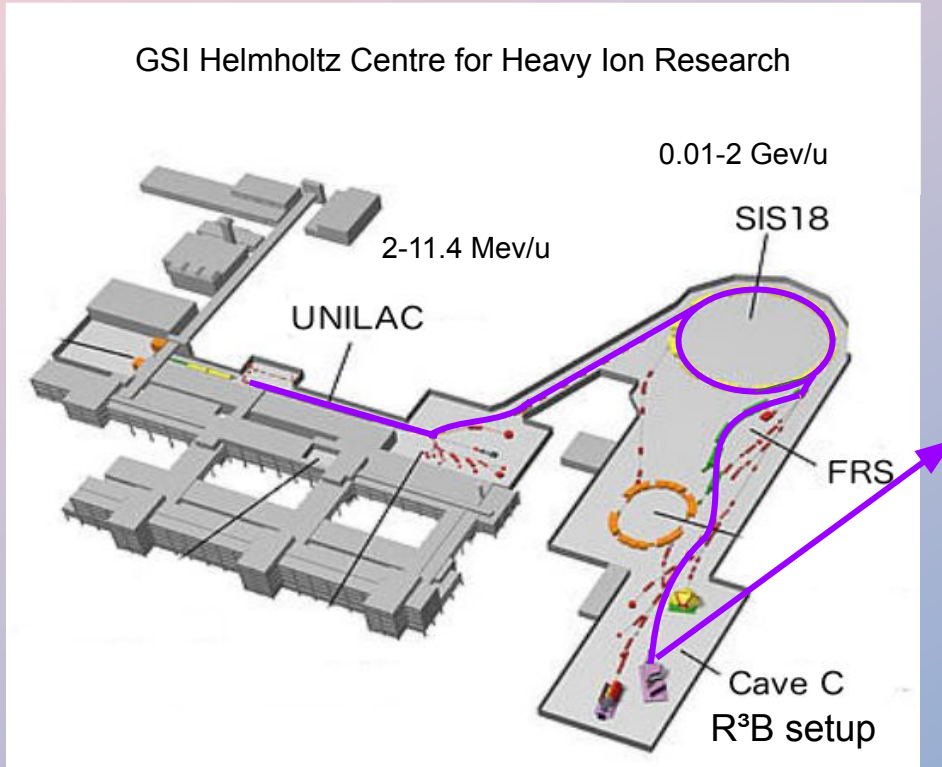 GSI Helmholtz Centre for Heavy Ion Research
0.01-2 Gev/u
SIS18
2-11.4 Mev/u
UNILAC
FRS
Cave C
R³B setup